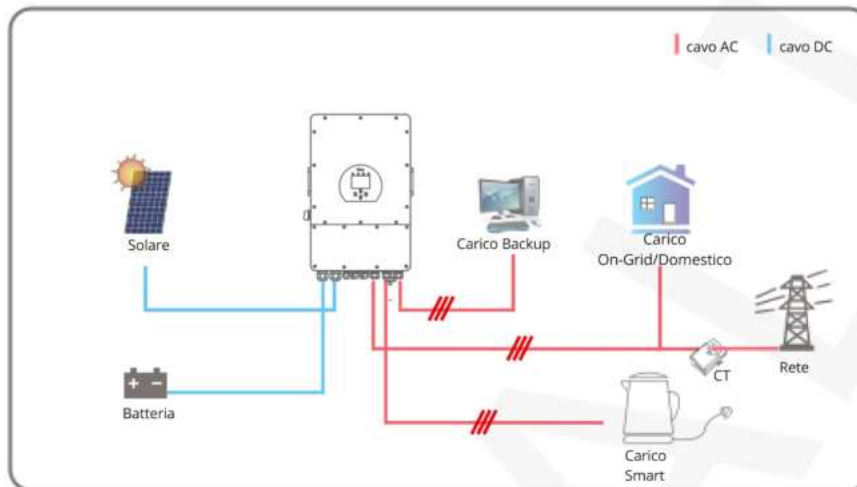 cavo AC
cavo DC
Solare
Carico Backup
Carico
On-Grid/Domestico
CT
Rete
Batteria
Carico
Smart